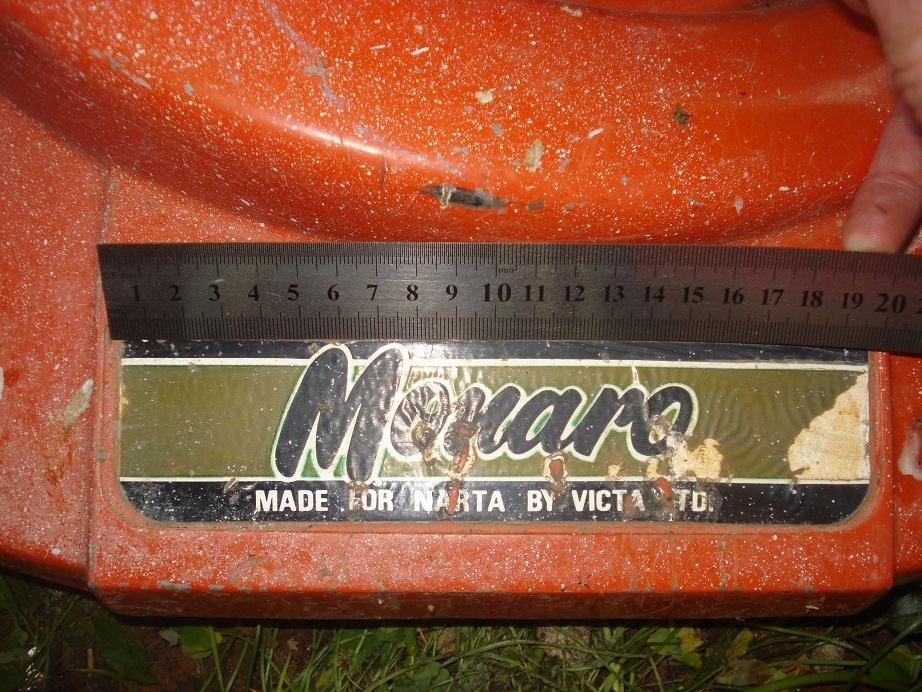 1 2 3 4 5 6 7 8 9 10 11 12 13 14 15 16 17 18 19 20
mm
Monaro
MADE FOR NARTA BY VICTA LTD.